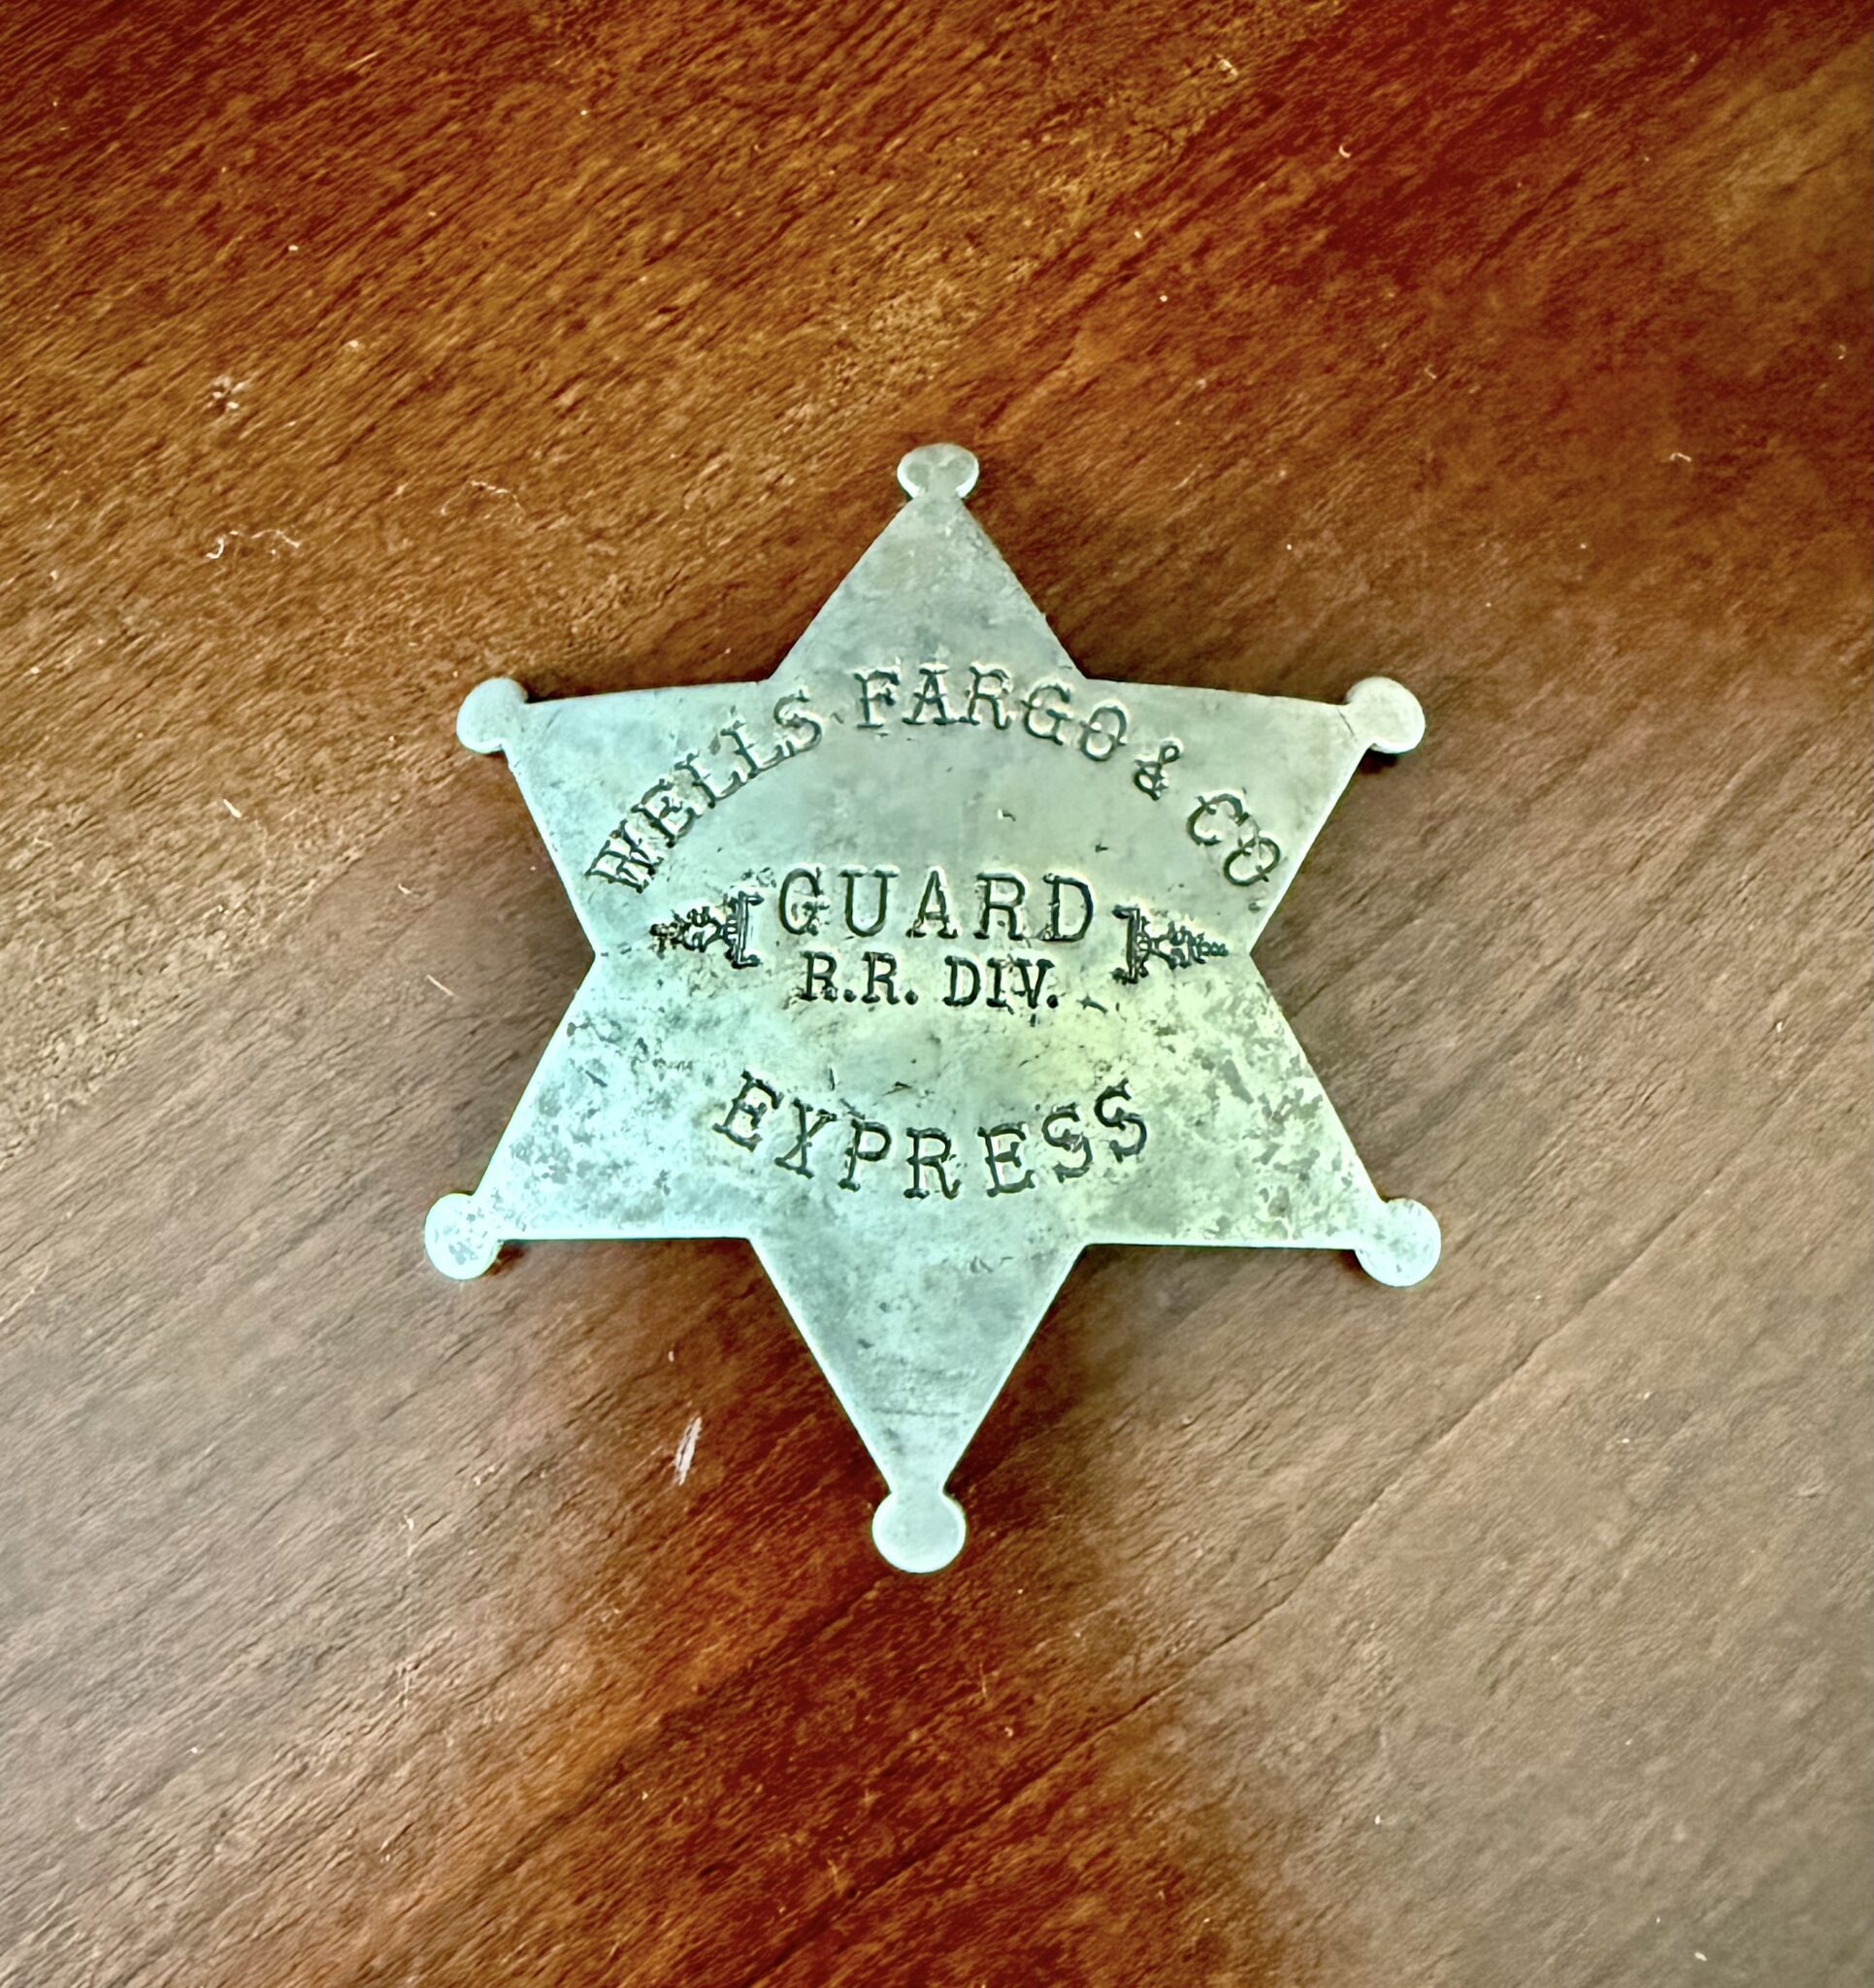 WELLS FARGO & CO
GUARD
R.R. DIV.
EXPRESS